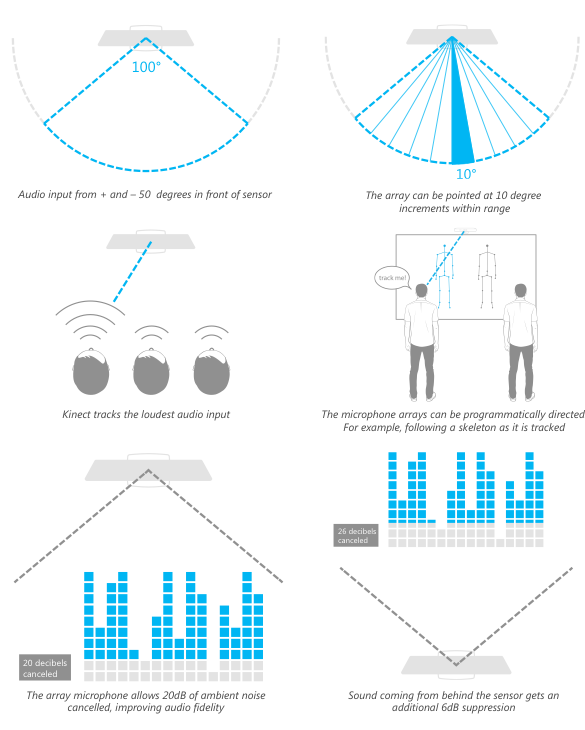 100°
Audio input from + and – 50  degrees in front of sensor
10°
The array can be pointed at 10 degree
increments within range
Kinect tracks the loudest audio input
track me!
The microphone arrays can be programmatically directed
For example, following a skeleton as it is tracked
20 decibels
canceled
The array microphone allows 20dB of ambient noise
cancelled, improving audio fidelity
26 decibels
canceled
Sound coming from behind the sensor gets an
additional 6dB suppression